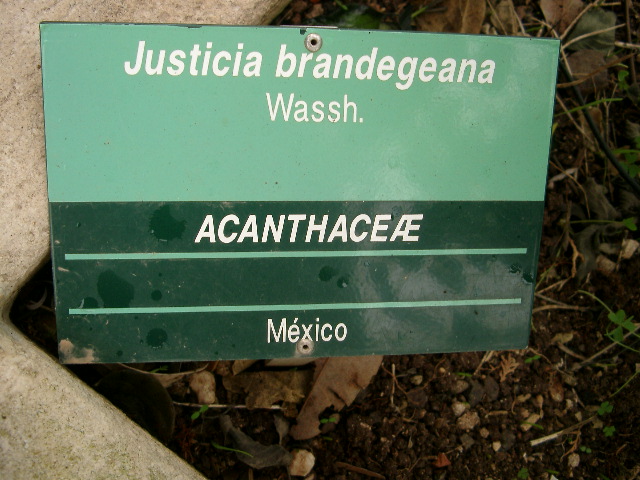 Justicia brandegeana
Wassh.
ACANTHACEÆ
México